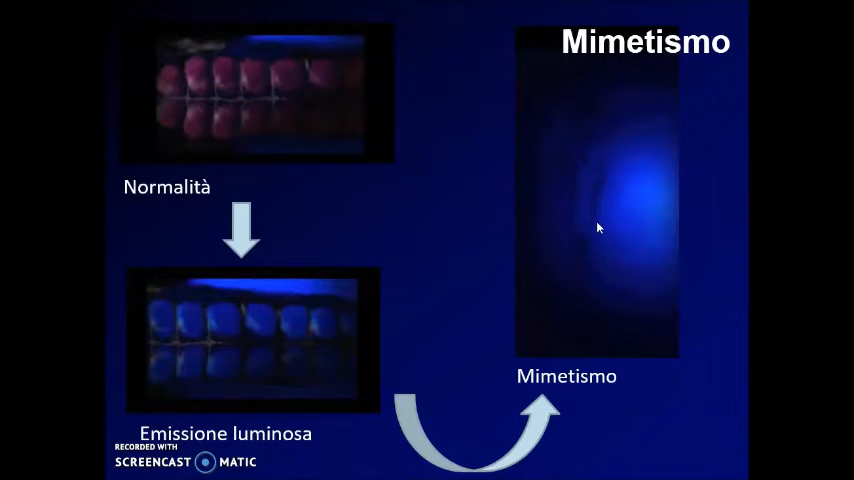 Mimetismo
Normalità
Mimetismo
Emissione luminosa
RECORDED WITH
SCREENCAST MATIC